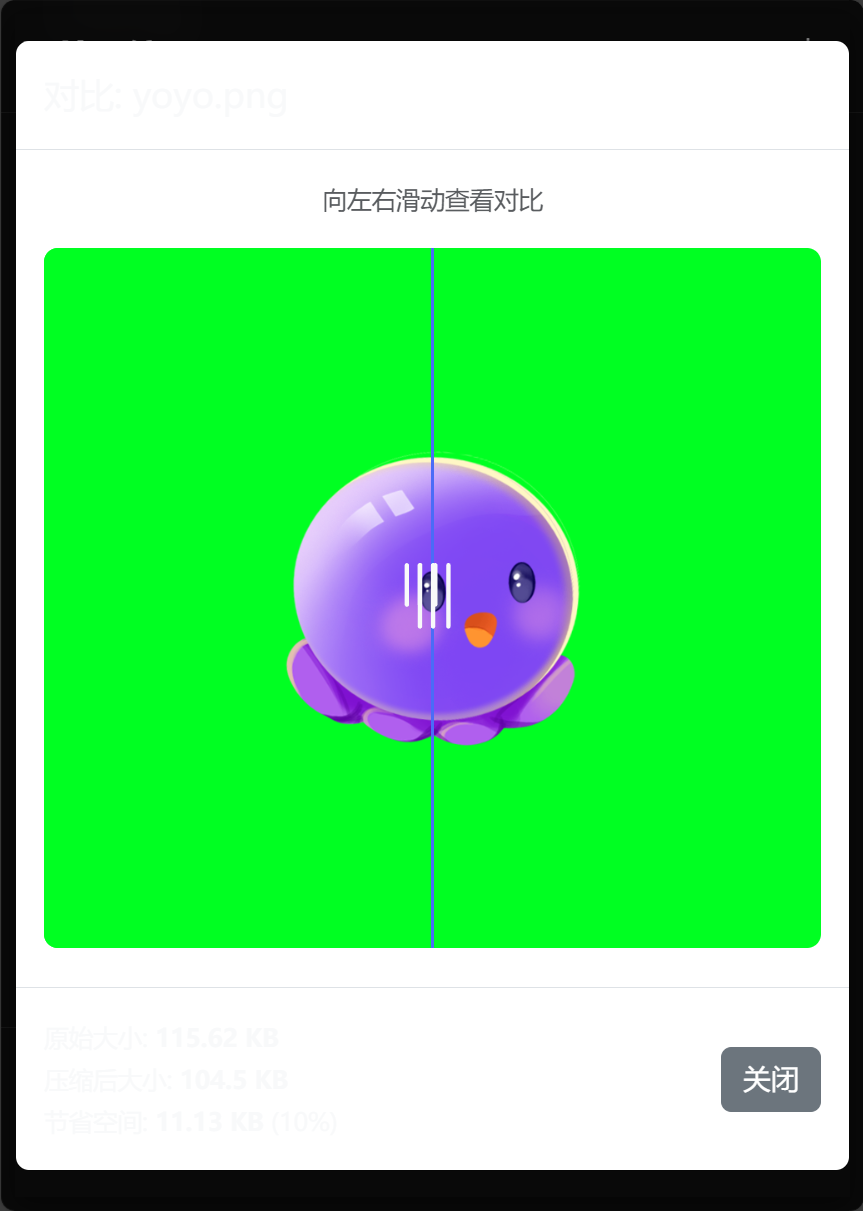 对比: yoyo.png
向左右滑动查看对比
原始大小: 115.62 KB
压缩后大小: 104.5 KB
节省空间: 11.13 KB (10%)
关闭